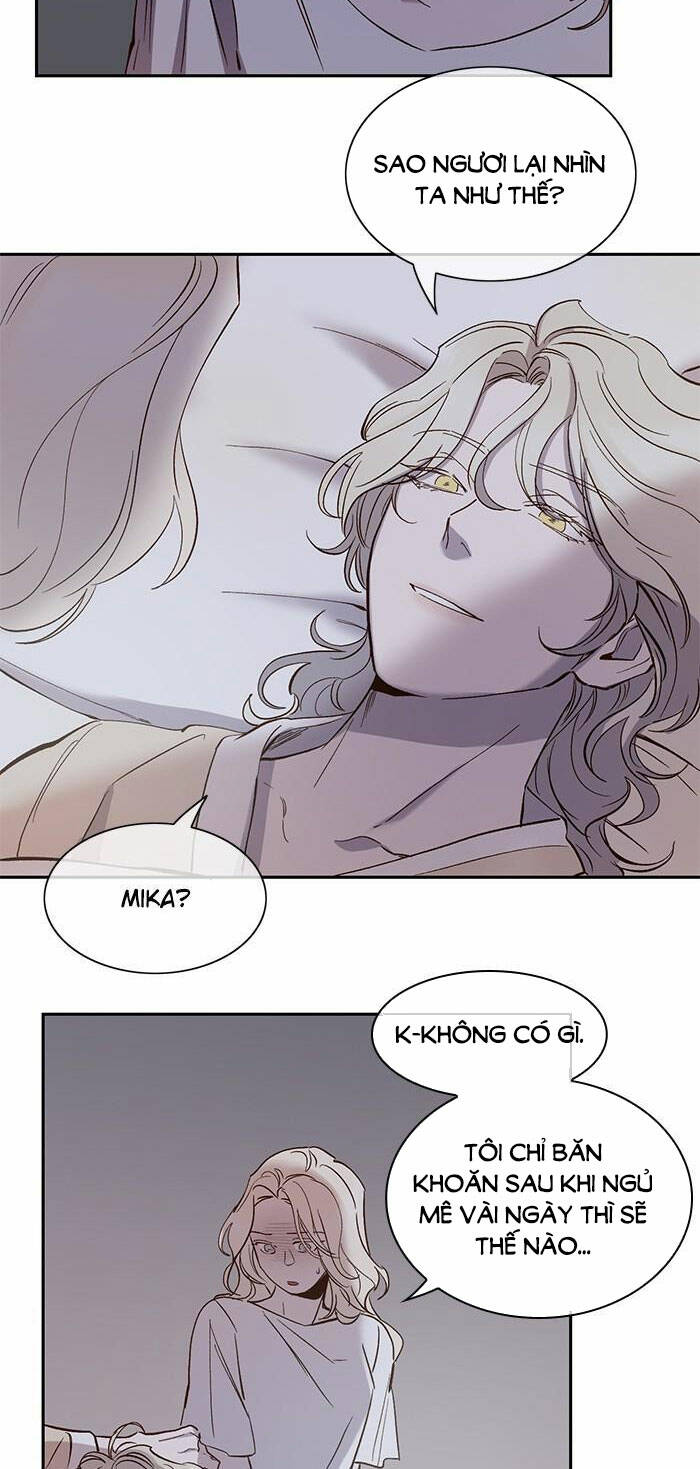 SAO NGƯƠI LẠI NHÌN
TA NHƯ THẾ?
MIKA?
K-KHÔNG CÓ GÌ.
TÔI CHỈ BĂN
KHOĂN SAU KHI NGỦ
MÊ VÀI NGÀY THÌ SẼ
THẾ NÀO...